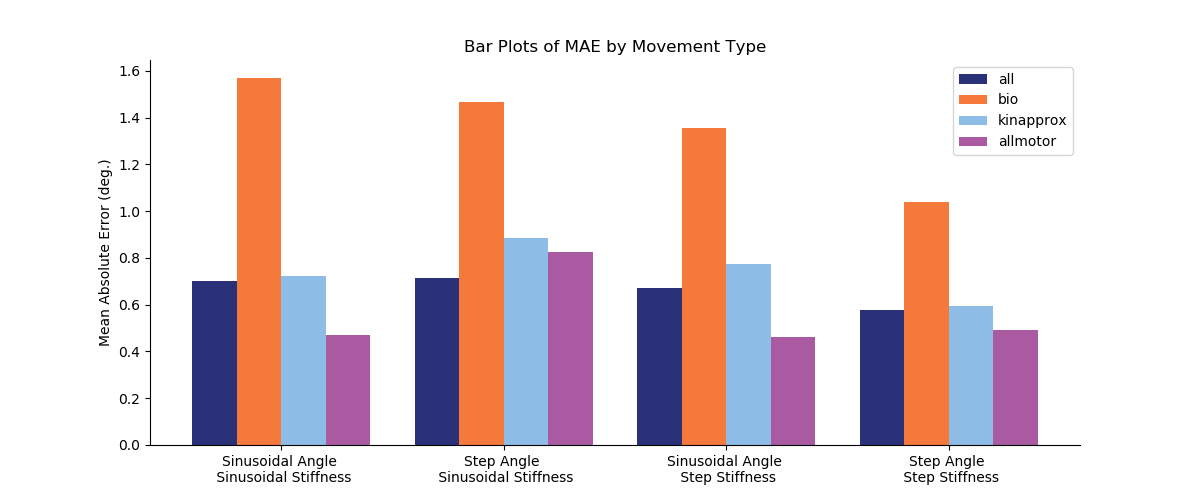 Bar Plots of MAE by Movement Type
Mean Absolute Error (deg.)
1.6
1.4
1.2
1.0
0.8
0.6
0.4
0.2
0.0
all
bio
kinapprox
allmotor
Sinusoidal Angle
Sinusoidal Stiffness
Step Angle
Sinusoidal Stiffness
Sinusoidal Angle
Step Stiffness
Step Angle
Step Stiffness